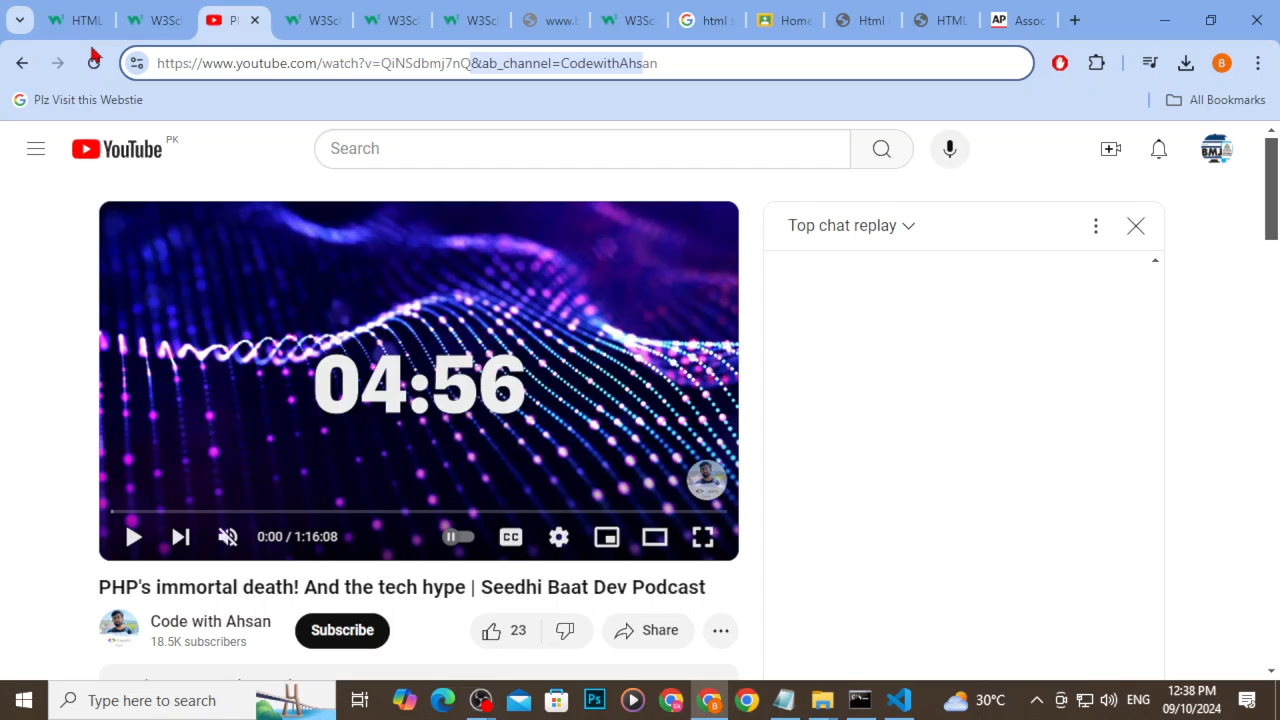 HTML
W3Sc
P
W3Sc
W3Sc
W3Sc
www.b
W3Sc
html s
Home
Html
HTML
Assoc
https://www.youtube.com/watch?v=QiNSdbmj7nQ&ab_channel=CodewithAhsan
Plz Visit this Webstie
All Bookmarks
YouTube PK
Search
Top chat replay
04:56
0:00 / 1:16:08
PHP's immortal death! And the tech hype | Seedhi Baat Dev Podcast
Code with Ahsan
18.5K subscribers
Subscribe
23
Share
Type here to search
30°C
ENG
12:38 PM
09/10/2024